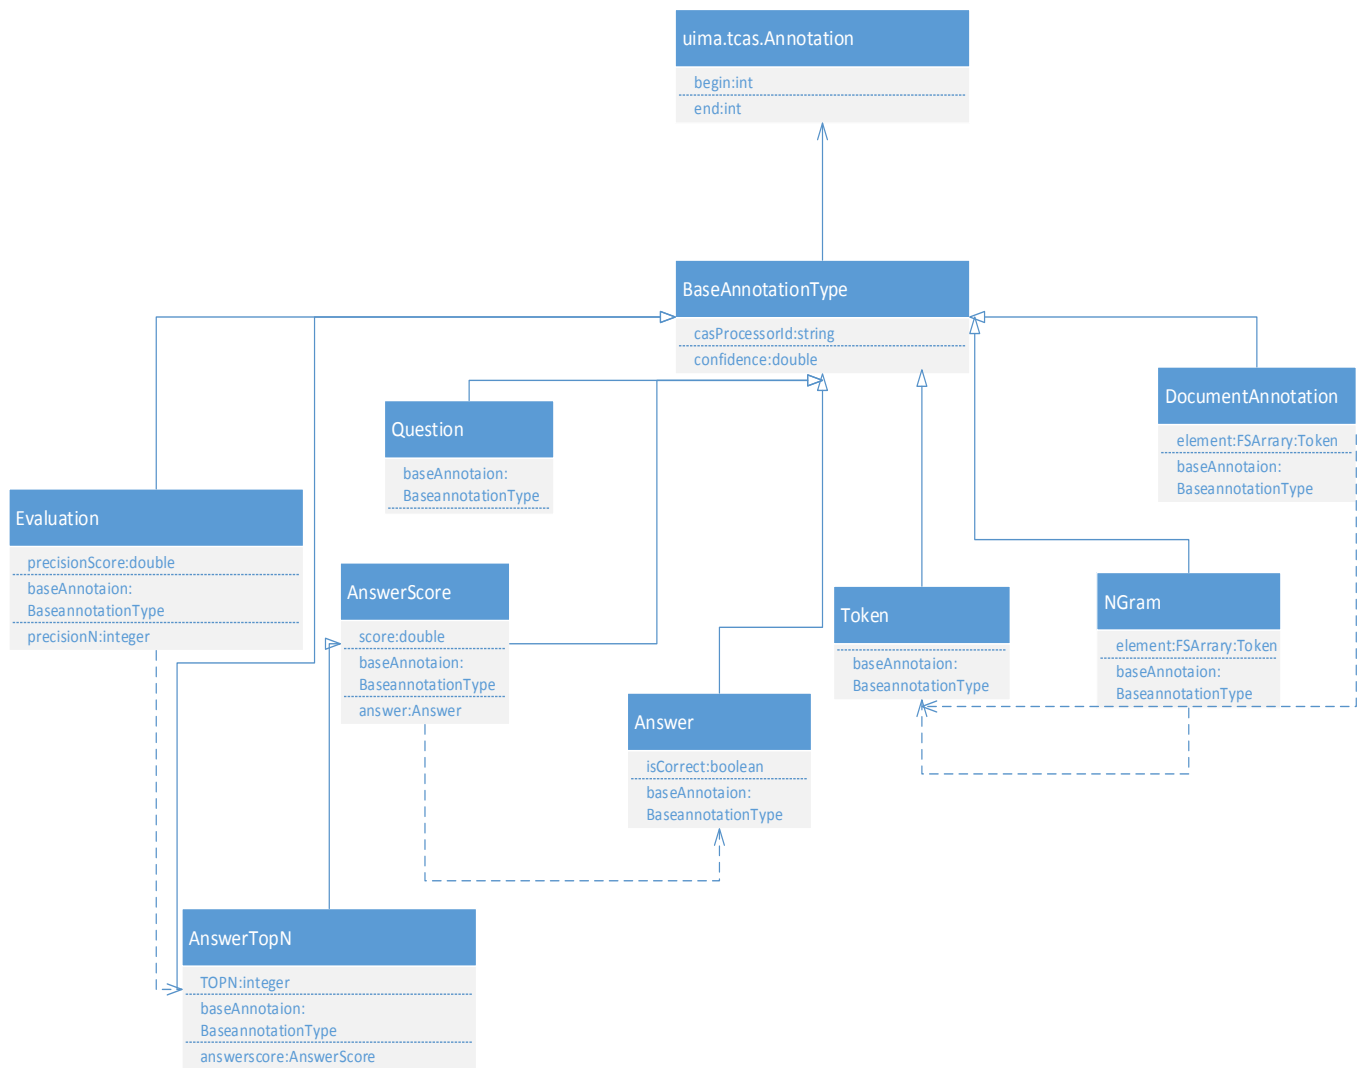 uima.tcas.Annotation
begin:int
end:int
BaseAnnotationType
casProcessorId:string
confidence:double
Question
baseAnnotaion:
BaseannotationType
DocumentAnnotation
element:FSArrary:Token
baseAnnotaion:
BaseannotationType
Evaluation
precisionScore:double
baseAnnotaion:
BaseannotationType
precisionN:integer
AnswerScore
score:double
baseAnnotaion:
BaseannotationType
answer:Answer
Answer
isCorrect:boolean
baseAnnotaion:
BaseannotationType
Token
baseAnnotaion:
BaseannotationType
NGram
element:FSArrary:Token
baseAnnotaion:
BaseannotationType
AnswerTopN
TOPN:integer
baseAnnotaion:
BaseannotationType
answerscore:AnswerScore